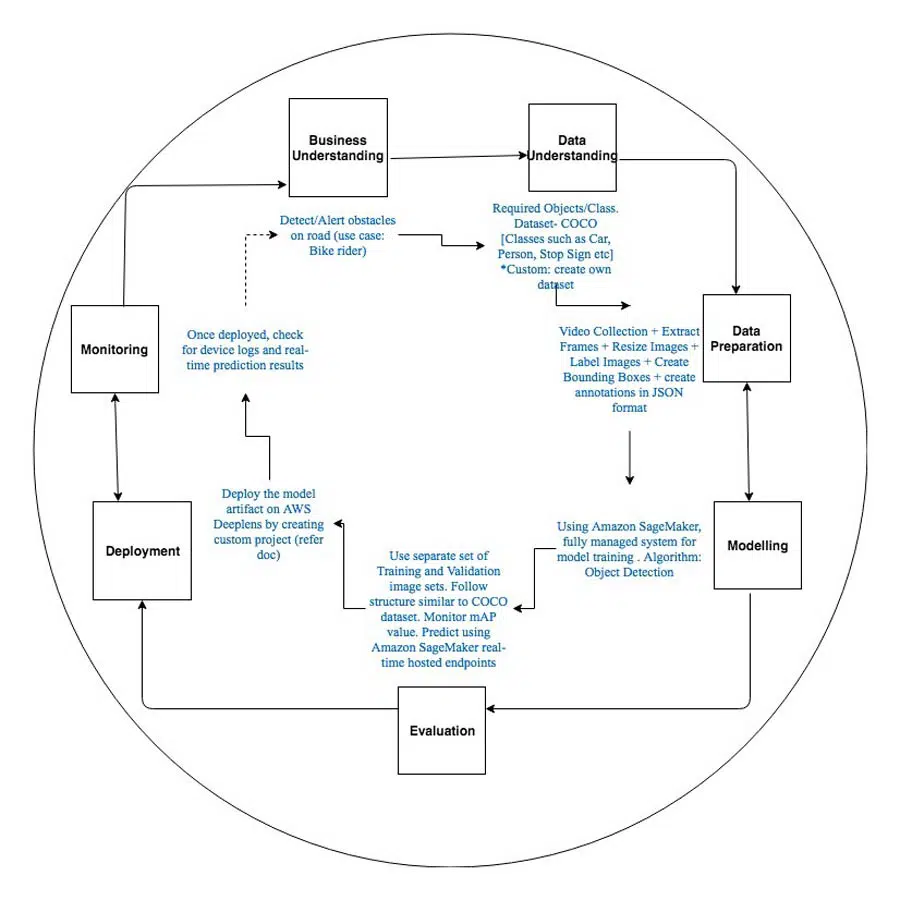 Business
Understanding
Data
Understanding
Detect/Alert obstacles
on road (use case:
Bike rider)
Required Objects/Class.
Dataset- COCO
[Classes such as Car,
Person, Stop Sign etc]
*Custom: create own
dataset
Monitoring
Once deployed, check
for device logs and real-
time prediction results
Video Collection + Extract
Frames + Resize Images +
Label Images + Create
Bounding Boxes + create
annotations in JSON
format
Data
Preparation
Deployment
Deploy the model
artifact on AWS
Deeplens by creating
custom project (refer
doc)
Use separate set of
Training and Validation
image sets. Follow
structure similar to COCO
dataset. Monitor mAP
value. Predict using
Amazon SageMaker real-
time hosted endpoints
Using Amazon SageMaker,
fully managed system for
model training . Algorithm:
Object Detection
Modelling
Evaluation